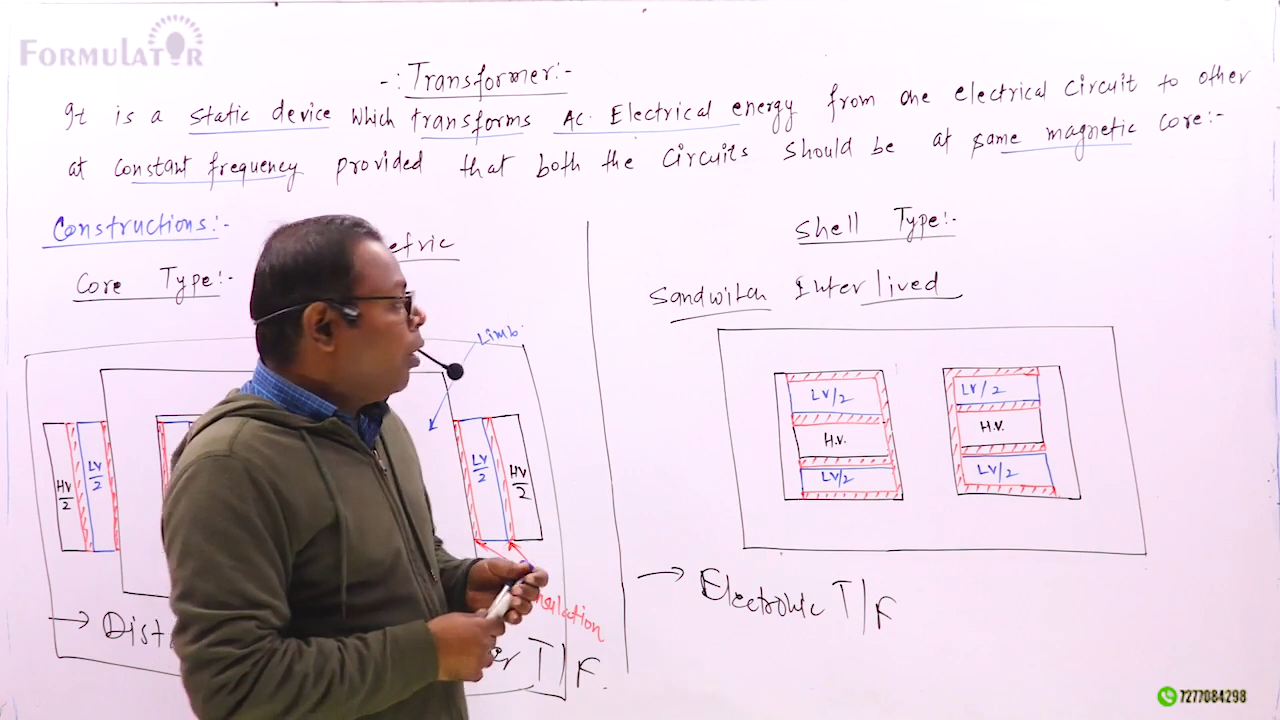 FORMULATOR
-: Transformer:-
It is a static device which transforms AC. Electrical energy from one electrical circuit to other
at constant frequency provided that both the circuits should be at same magnetic core:-
Constructions:-
Core Type:-
Limb.
HV/2
LV/2
LV/2
HV/2
T/F.
Shell Type:-
Sandwitch Inter lived
LV/2
H.V.
LV/2
LV/2
H.V.
LV/2
→ Electronic T/F
7277084298